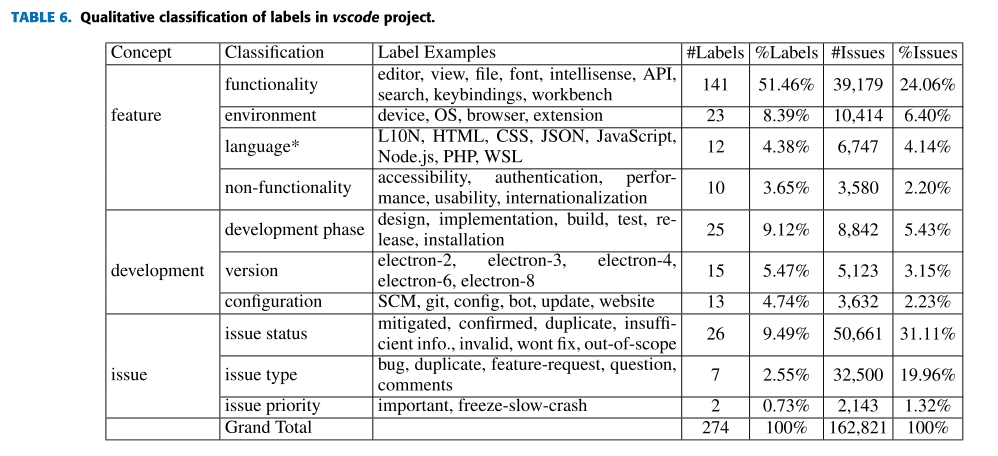 TABLE 6. Qualitative classification of labels in vscode project.
Concept Classification Label Examples #Labels %Labels #Issues %Issues
feature
functionality
editor, view, file, font, intellisense, API,
search, keybindings, workbench
141 51.46% 39,179 24.06%
environment device, OS, browser, extension 23 8.39% 10,414 6.40%
language*
L10N, HTML, CSS, JSON, JavaScript,
Node.js, PHP, WSL
12 4.38% 6,747 4.14%
non-functionality
accessibility, authentication, perfor-
mance, usability, internationalization
10 3.65% 3,580 2.20%
development
development phase
design, implementation, build, test, re-
lease, installation
25 9.12% 8,842 5.43%
version
electron-2, electron-3, electron-4,
electron-6, electron-8
15 5.47% 5,123 3.15%
configuration SCM, git, config, bot, update, website 13 4.74% 3,632 2.23%
issue
issue status
mitigated, confirmed, duplicate, insuffi-
cient info., invalid, wont fix, out-of-scope
26 9.49% 50,661 31.11%
issue type
bug, duplicate, feature-request, question,
comments
7 2.55% 32,500 19.96%
issue priority important, freeze-slow-crash 2 0.73% 2,143 1.32%
Grand Total 274 100% 162,821 100%